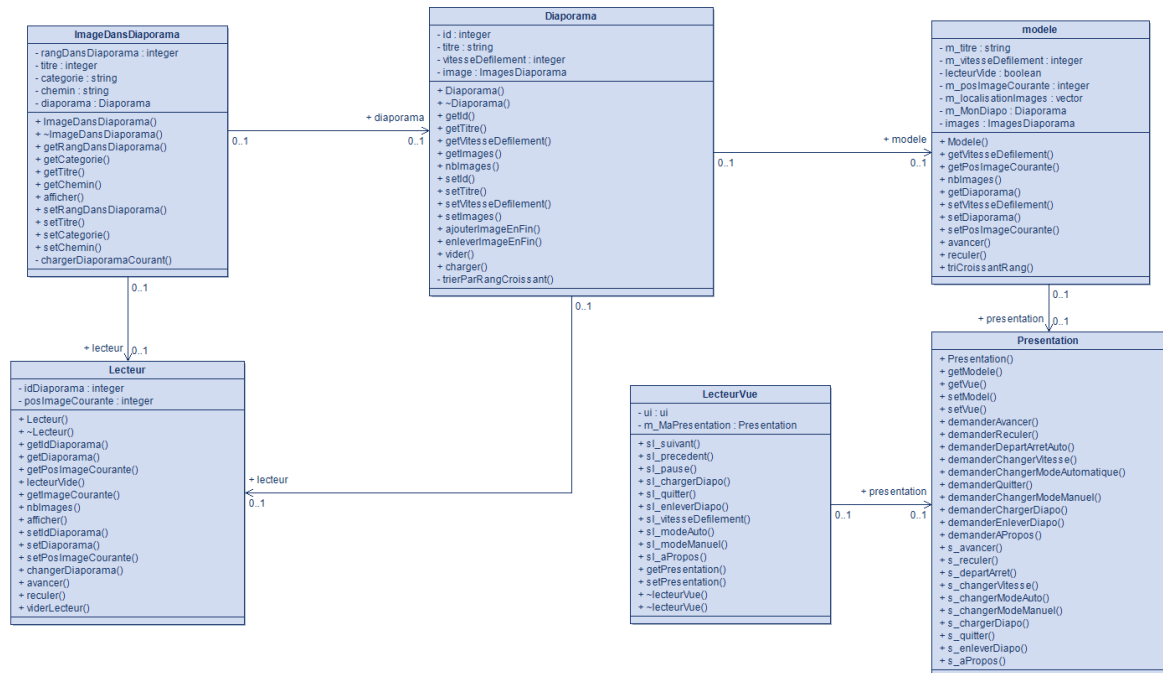 ImageDansDiaporama
- rangDansDiaporama : integer
- titre : integer
- categorie : string
- chemin : string
- diaporama : Diaporama
+ ImageDansDiaporama()
+ ~ImageDansDiaporama()
+ getRangDansDiaporama()
+ getCategorie()
+ getTitre()
+ getChemin()
+ afficher()
+ setRangDansDiaporama()
+ setTitre()
+ setCategorie()
+ setChemin()
- chargerDiaporamaCourant()
+ diaporama
0..1
0..1
Diaporama
- id : integer
- titre : string
- vitesseDefilement : integer
- image : ImagesDiaporama
+ Diaporama()
+ ~Diaporama()
+ getId()
+ getTitre()
+ getVitesseDefilement()
+ getImages()
+ nbImages()
+ setId()
+ setTitre()
+ setVitesseDefilement()
+ setImages()
+ ajouterImageEnFin()
+ enleverImageEnFin()
+ vider()
+ charger()
- trierParRangCroissant()
+ modele
0..1
0..1
modele
- m_titre : string
- m_vitesseDefilement : integer
- lecteurVide : boolean
- m_posImageCourante : integer
- m_localisationImages : vector
- m_MonDiapo : Diaporama
- images : ImagesDiaporama
+ Modele()
+ getVitesseDefilement()
+ getPosImageCourante()
+ nbImages()
+ getDiaporama()
+ setVitesseDefilement()
+ setDiaporama()
+ setPosImageCourante()
+ avancer()
+ reculer()
+ triCroissantRang()
0..1
+ lecteur
0..1
0..1
+ lecteur
0..1
0..1
+ presentation
0..1
Lecteur
- idDiaporama : integer
- posImageCourante : integer
+ Lecteur()
+ ~Lecteur()
+ getIdDiaporama()
+ getDiaporama()
+ getPosImageCourante()
+ lecteurVide()
+ getImageCourante()
+ nbImages()
+ afficher()
+ setIdDiaporama()
+ setDiaporama()
+ setPosImageCourante()
+ changerDiaporama()
+ avancer()
+ reculer()
+ viderLecteur()
LecteurVue
- ui : ui
- m_MaPresentation : Presentation
+ sl_suivant()
+ sl_precedent()
+ sl_pause()
+ sl_chargerDiapo()
+ sl_quitter()
+ sl_enleverDiapo()
+ sl_vitesseDefilement()
+ sl_modeAuto()
+ sl_modeManuel()
+ sl_aPropos()
+ getPresentation()
+ setPresentation()
+ ~lecteurVue()
+ ~lecteurVue()
+ presentation
0..1
0..1
Presentation
+ Presentation()
+ getModele()
+ getVue()
+ setModel()
+ setVue()
+ demanderAvancer()
+ demanderReculer()
+ demanderDepartArretAuto()
+ demanderChangerVitesse()
+ demanderChangerModeAutomatique()
+ demanderQuitter()
+ demanderChangerModeManuel()
+ demanderChargerDiapo()
+ demanderEnleverDiapo()
+ demanderAPropos()
+ s_avancer()
+ s_reculer()
+ s_departArret()
+ s_changerVitesse()
+ s_changerModeAuto()
+ s_changerModeManuel()
+ s_chargerDiapo()
+ s_quitter()
+ s_enleverDiapo()
+ s_aPropos()